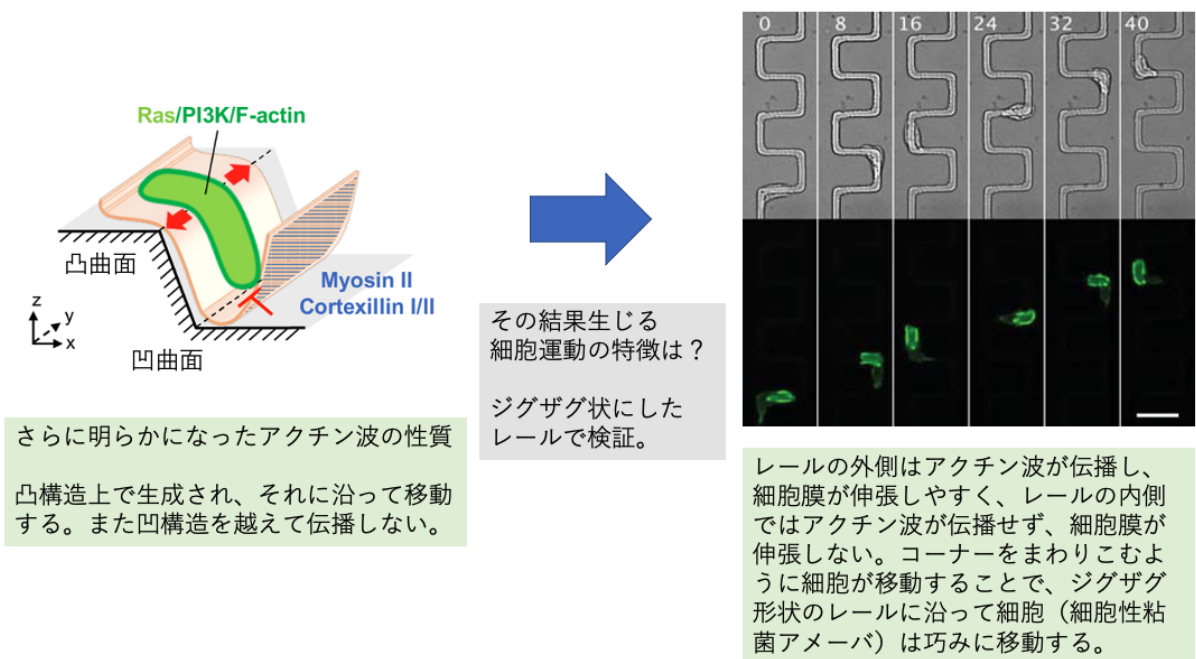 Ras/PI3K/F-actin
凸曲面
Myosin II
Cortexillin I/II
z
y
x
凹曲面
さらに明らかになったアクチン波の性質
凸構造上で生成され、それに沿って移動
する。また凹構造を越えて伝播しない。
その結果生じる
細胞運動の特徴は？
ジグザグ状にした
レールで検証。
0 8 16 24 32 40
レールの外側はアクチン波が伝播し、
細胞膜が伸張しやすく、レールの内側
ではアクチン波が伝播せず、細胞膜が
伸張しない。コーナーをまわりこむよ
うに細胞が移動することで、ジグザグ
形状のレールに沿って細胞（細胞性粘
菌アメーバ）は巧みに移動する。